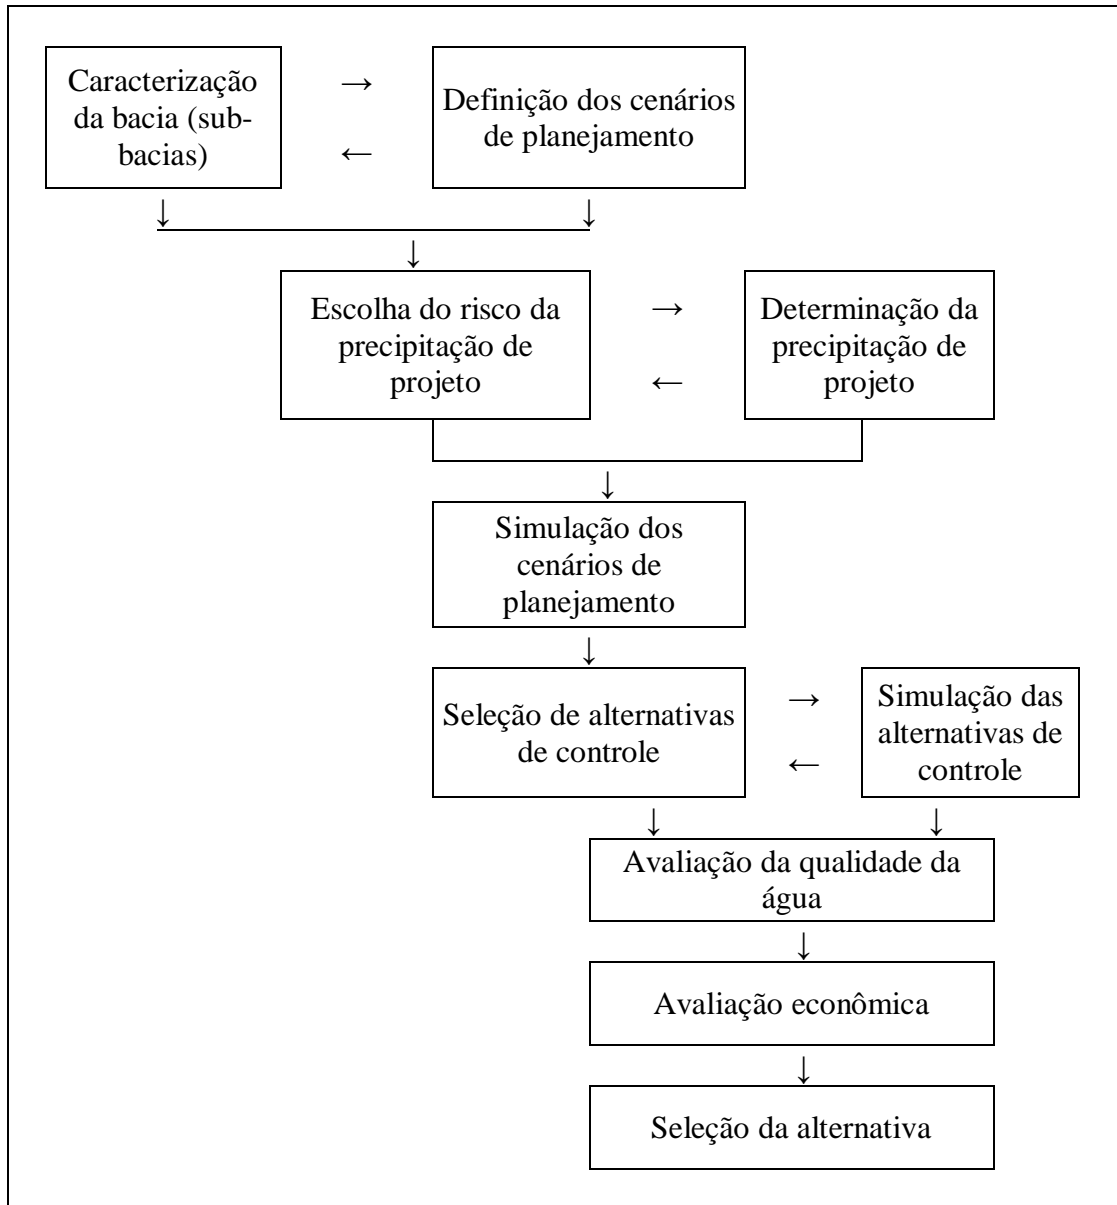 Caracterização
da bacia (sub-
bacias)
→
←
Definição dos cenários
de planejamento
↓ ↓
↓
Escolha do risco da
precipitação de
projeto
→
←
Determinação da
precipitação de
projeto
↓
Simulação dos
cenários de
planejamento
↓
Seleção de alternativas
de controle
→
←
Simulação das
alternativas de
controle
↓ ↓
Avaliação da qualidade da
água
↓
Avaliação econômica
↓
Seleção da alternativa